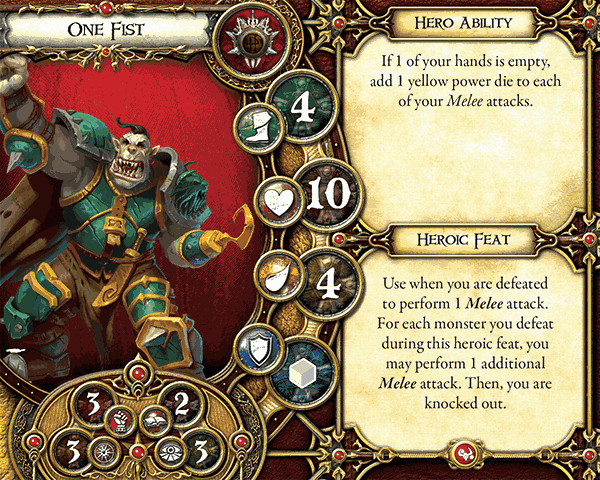 One Fist
4
10
4
3
2
3
3
Hero Ability
If 1 of your hands is empty,
add 1 yellow power die to each
of your Melee attacks.
Heroic Feat
Use when you are defeated
to perform 1 Melee attack.
For each monster you defeat
during this heroic feat, you
may perform 1 additional
Melee attack. Then, you are
knocked out.